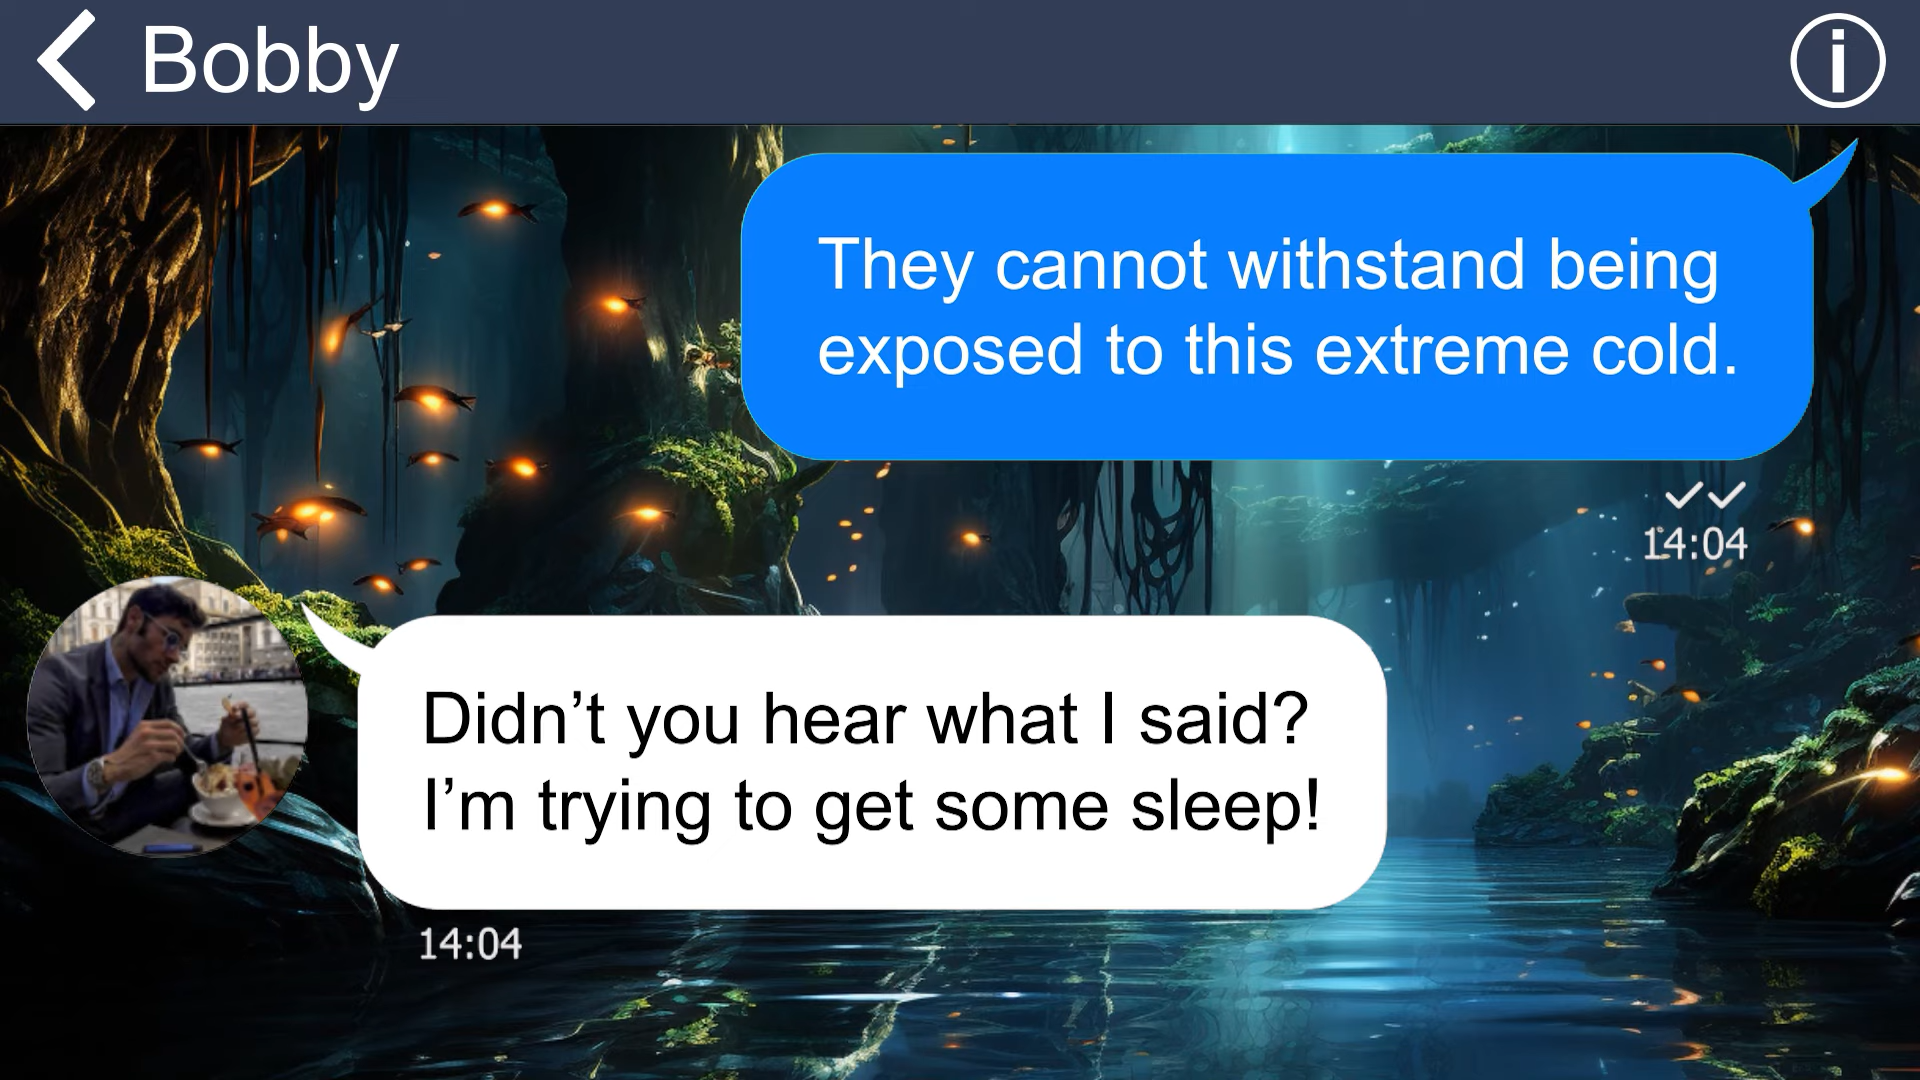 Bobby
They cannot withstand being
exposed to this extreme cold.
14:04
Didn’t you hear what I said?
I’m trying to get some sleep!
14:04